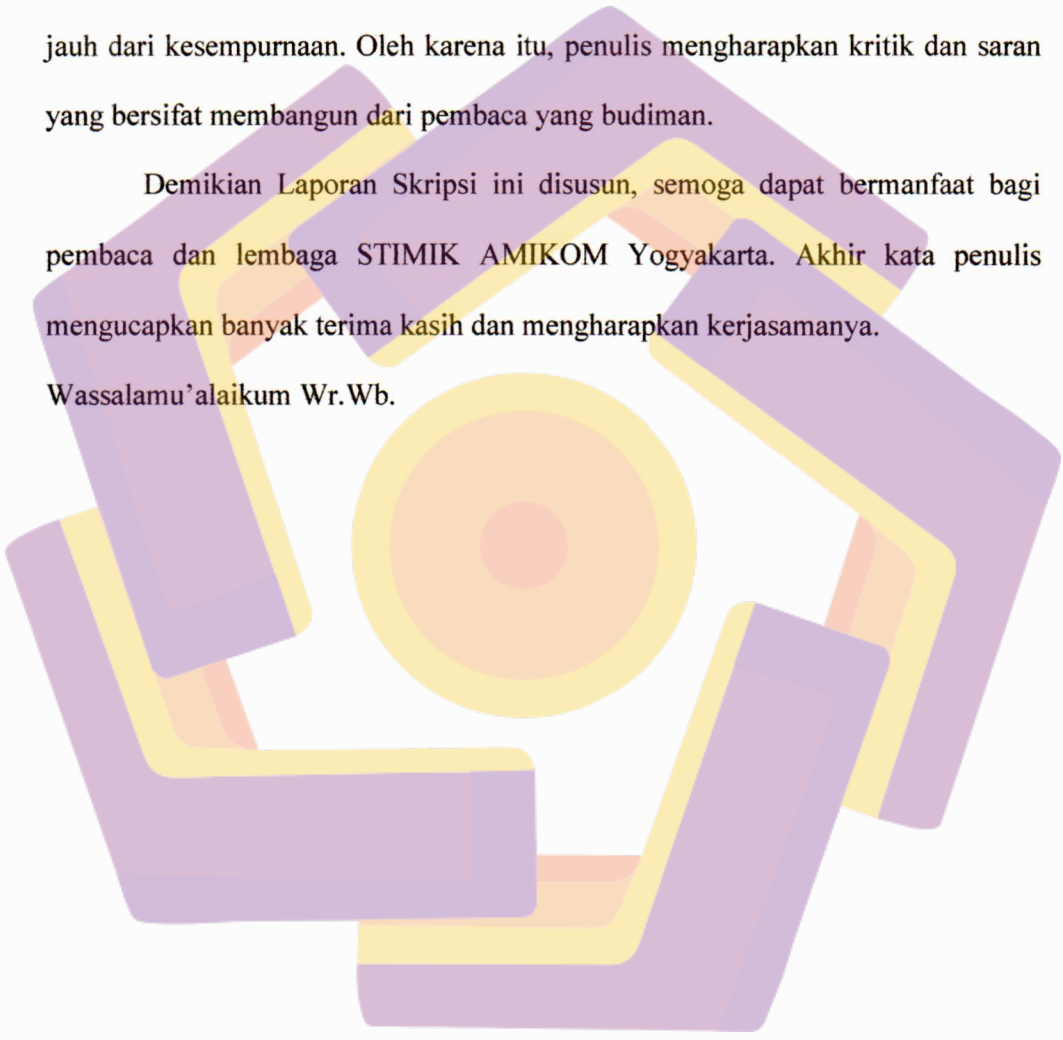 jauh dari kesempurnaan. Oleh karena itu, penulis mengharapkan kritik dan saran
yang bersifat membangun dari pembaca yang budiman.
Demikian Laporan Skripsi ini disusun, semoga dapat bermanfaat bagi
pembaca dan lembaga STIMIK AMIKOM Yogyakarta. Akhir kata penulis
mengucapkan banyak terima kasih dan mengharapkan kerjasamanya.
Wassalamu'alaikum Wr.Wb.